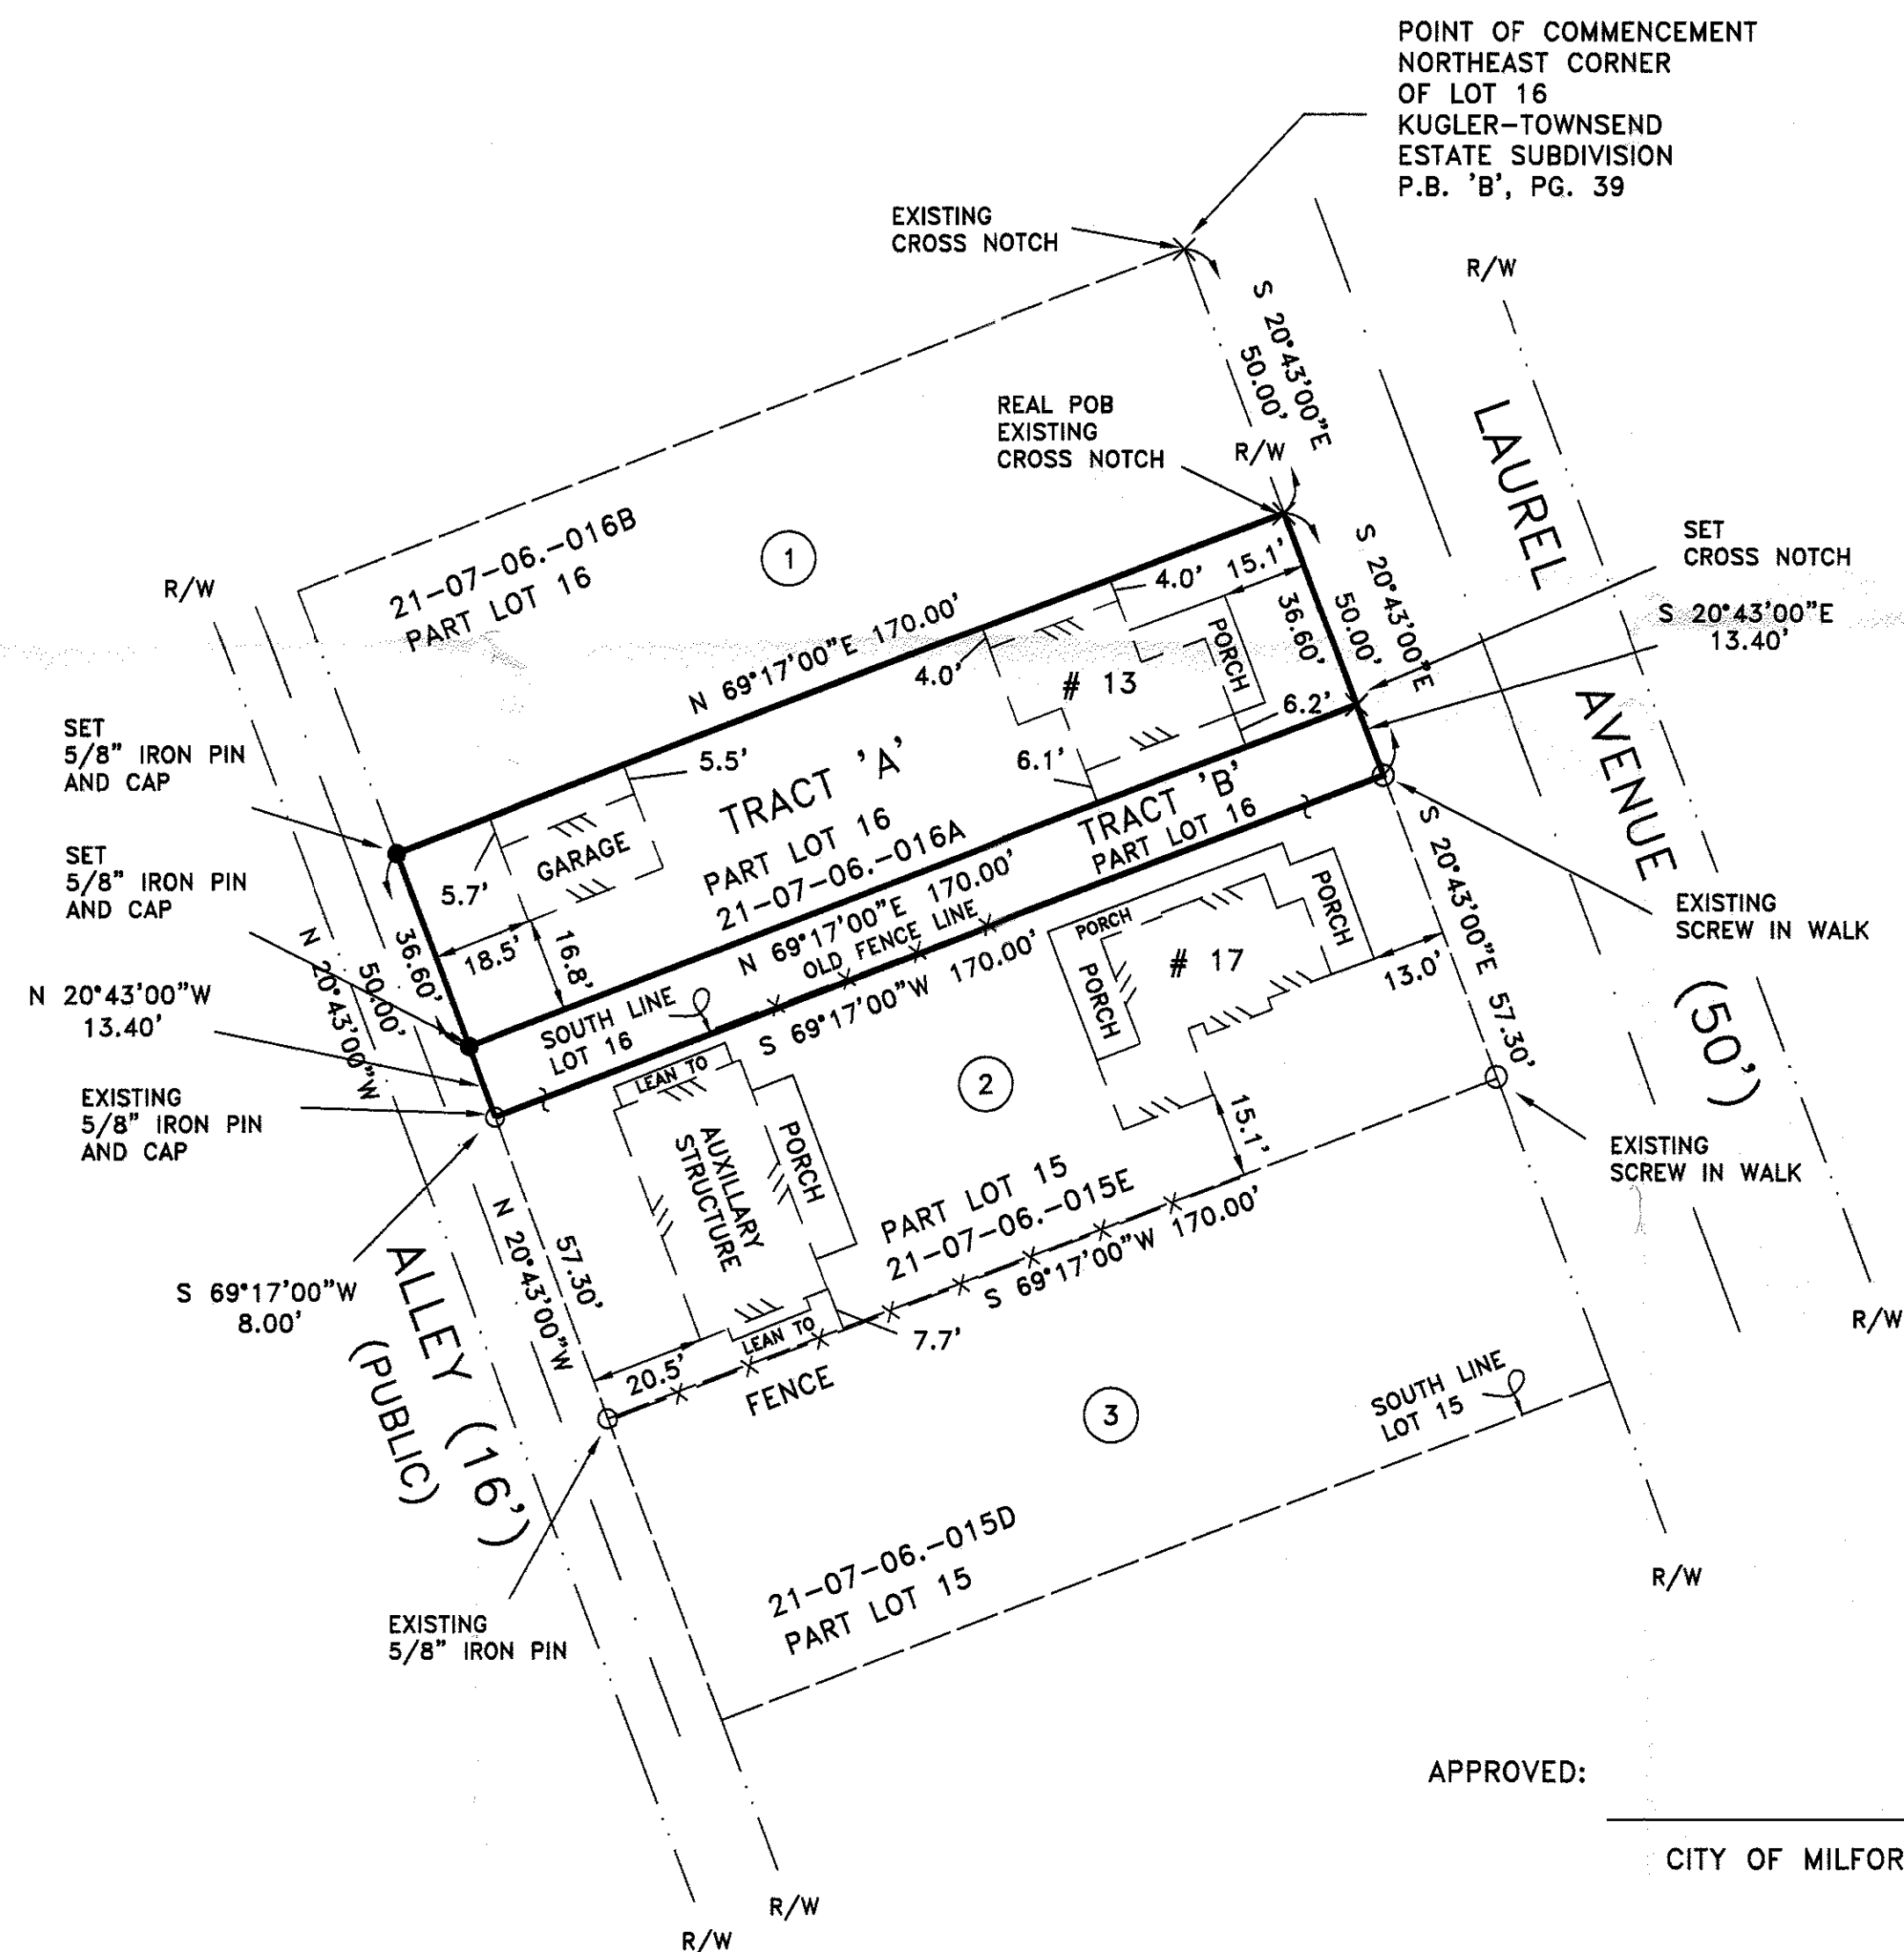 POINT OF COMMENCEMENT
NORTHEAST CORNER
OF LOT 16
KUGLER-TOWNSEND
ESTATE SUBDIVISION
P.B. 'B', PG. 39
EXISTING
CROSS NOTCH
R/W
S 20°43'00"E
50.00'
REAL POB
EXISTING
CROSS NOTCH
R/W
LAUREL
AVENUE
(50')
SET
CROSS NOTCH
S 20°43'00"E
13.40'
21-07-06.-016B
PART LOT 16
1
R/W
N 69°17'00"E 170.00'
4.0'
15.1'
S 20°43'00"E
50.00'
36.60'
4.0'
# 13
PORCH
6.2'
6.1'
SET
5/8" IRON PIN
AND CAP
5.5'
TRACT 'A'
PART LOT 16
21-07-06.-016A
GARAGE
5.7'
18.5'
16.8'
TRACT 'B'
PART LOT 16
SET
5/8" IRON PIN
AND CAP
36.60'
50.00'
N 20°43'00"W
N 20°43'00"W
13.40'
N 69°17'00"E 170.00'
OLD FENCE LINE
S 69°17'00"W 170.00'
SOUTH LINE
LOT 16
EXISTING
5/8" IRON PIN
AND CAP
PORCH
PORCH
PORCH
# 17
13.0'
S 20°43'00"E 57.30'
EXISTING
SCREW IN WALK
EXISTING
SCREW IN WALK
R/W
2
15.1'
LEAN TO
AUXILLARY
STRUCTURE
PORCH
PART LOT 15
21-07-06.-015E
S 69°17'00"W 170.00'
57.30'
N 20°43'00"W
S 69°17'00"W
8.00'
ALLEY (16')
(PUBLIC)
LEAN TO
7.7'
20.5'
FENCE
3
SOUTH LINE
LOT 15
21-07-06.-015D
PART LOT 15
EXISTING
5/8" IRON PIN
R/W
APPROVED:
CITY OF MILFOR
R/W
R/W